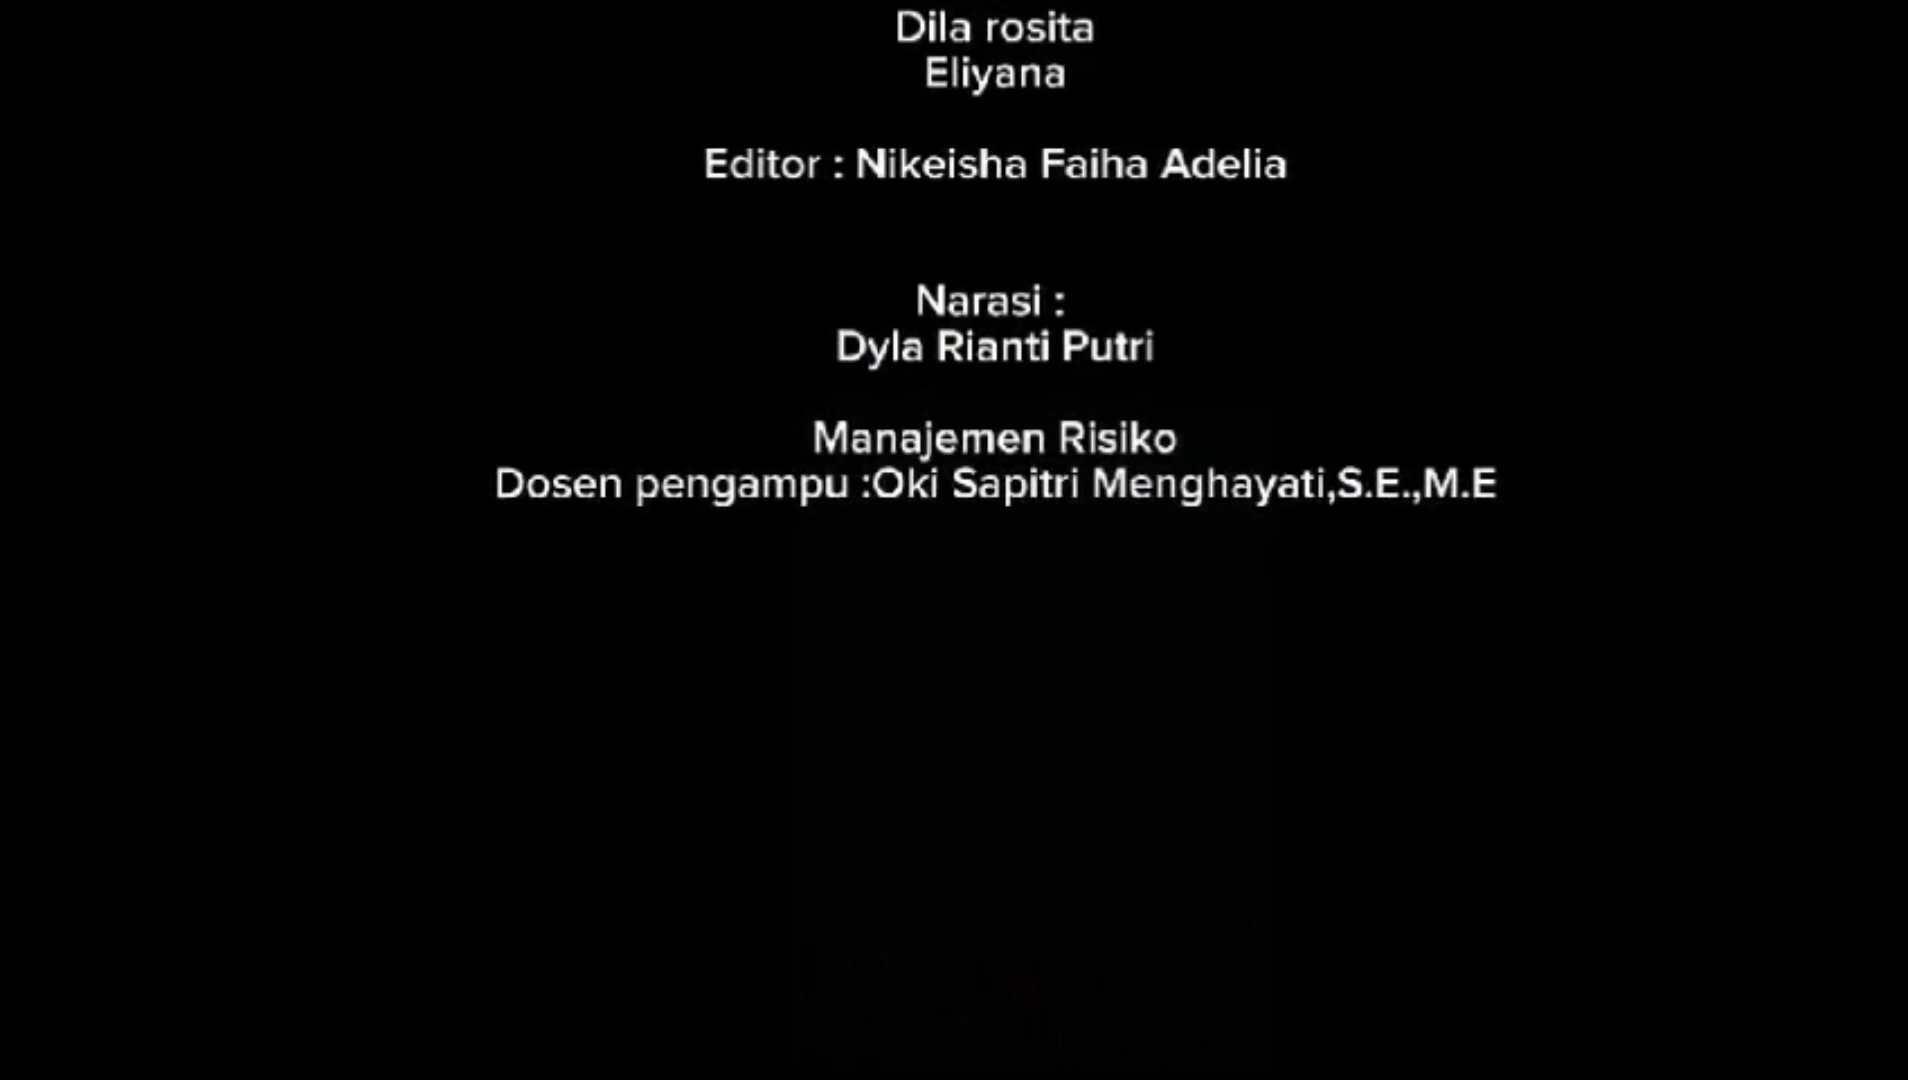 Dila rosita
Eliyana
Editor : Nikeisha Faiha Adelia
Narasi :
Dyla Rianti Putri
Manajemen Risiko
Dosen pengampu :Oki Sapitri Menghayati,S.E.,M.E